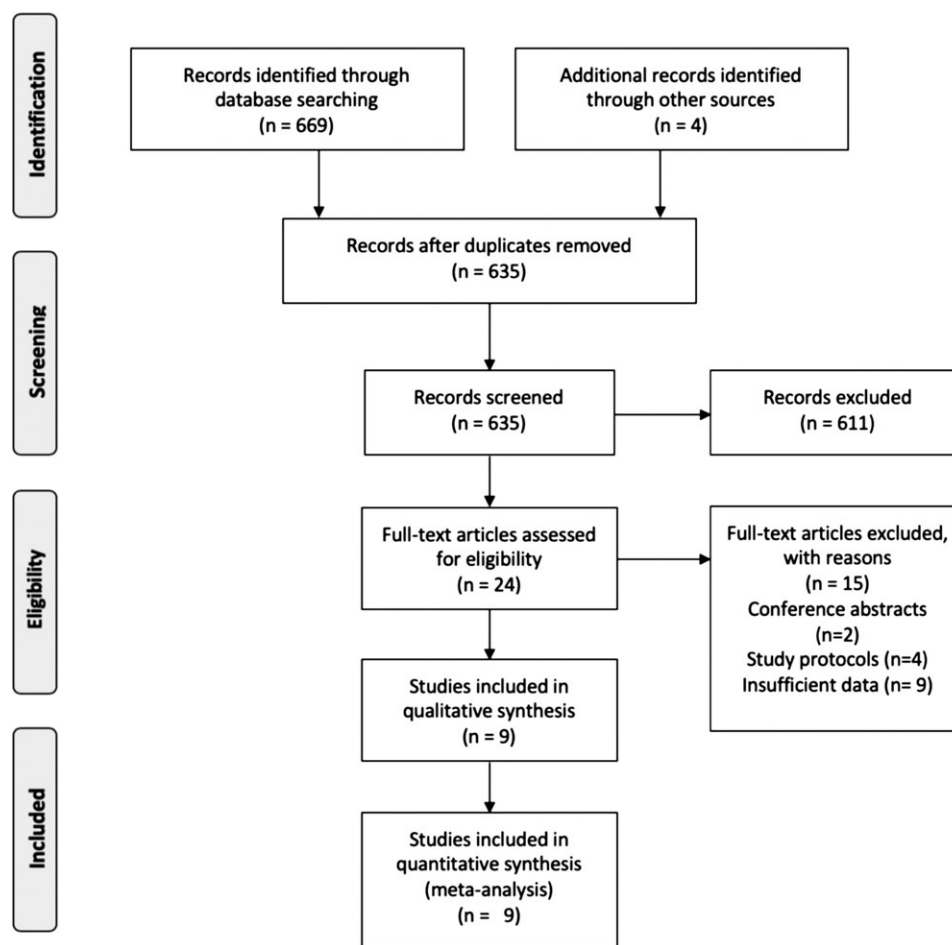 Identification
Records identified through
database searching
(n = 669)
Additional records identified
through other sources
(n = 4)
Records after duplicates removed
(n = 635)
Screening
Records screened
(n = 635)
Records excluded
(n = 611)
Eligibility
Full-text articles assessed
for eligibility
(n = 24)
Full-text articles excluded,
with reasons
(n = 15)
Conference abstracts
(n=2)
Study protocols (n=4)
Insufficient data (n= 9)
Studies included in
qualitative synthesis
(n = 9)
Included
Studies included in
quantitative synthesis
(meta-analysis)
(n = 9)